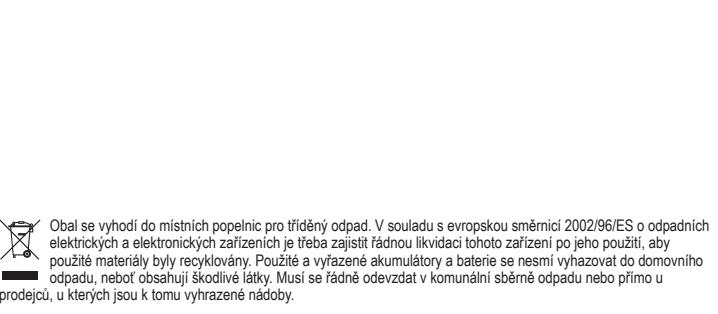 Obal se vyhodí do místních popelnic pro tříděný odpad. V souladu s evropskou směrnicí 2002/96/ES o odpadních
elektrických a elektronických zařízeních je třeba zajistit řádnou likvidaci tohoto zařízení po jeho použití, aby
použité materiály byly recyklovány. Použité a vyřazené akumulátory a baterie se nesmí vyhazovat do domovního
odpadu, neboť obsahují škodlivé látky. Musí se řádně odevzdat v komunální sběrně odpadu nebo přímo u
prodejců, u kterých jsou k tomu vyhrazené nádoby.